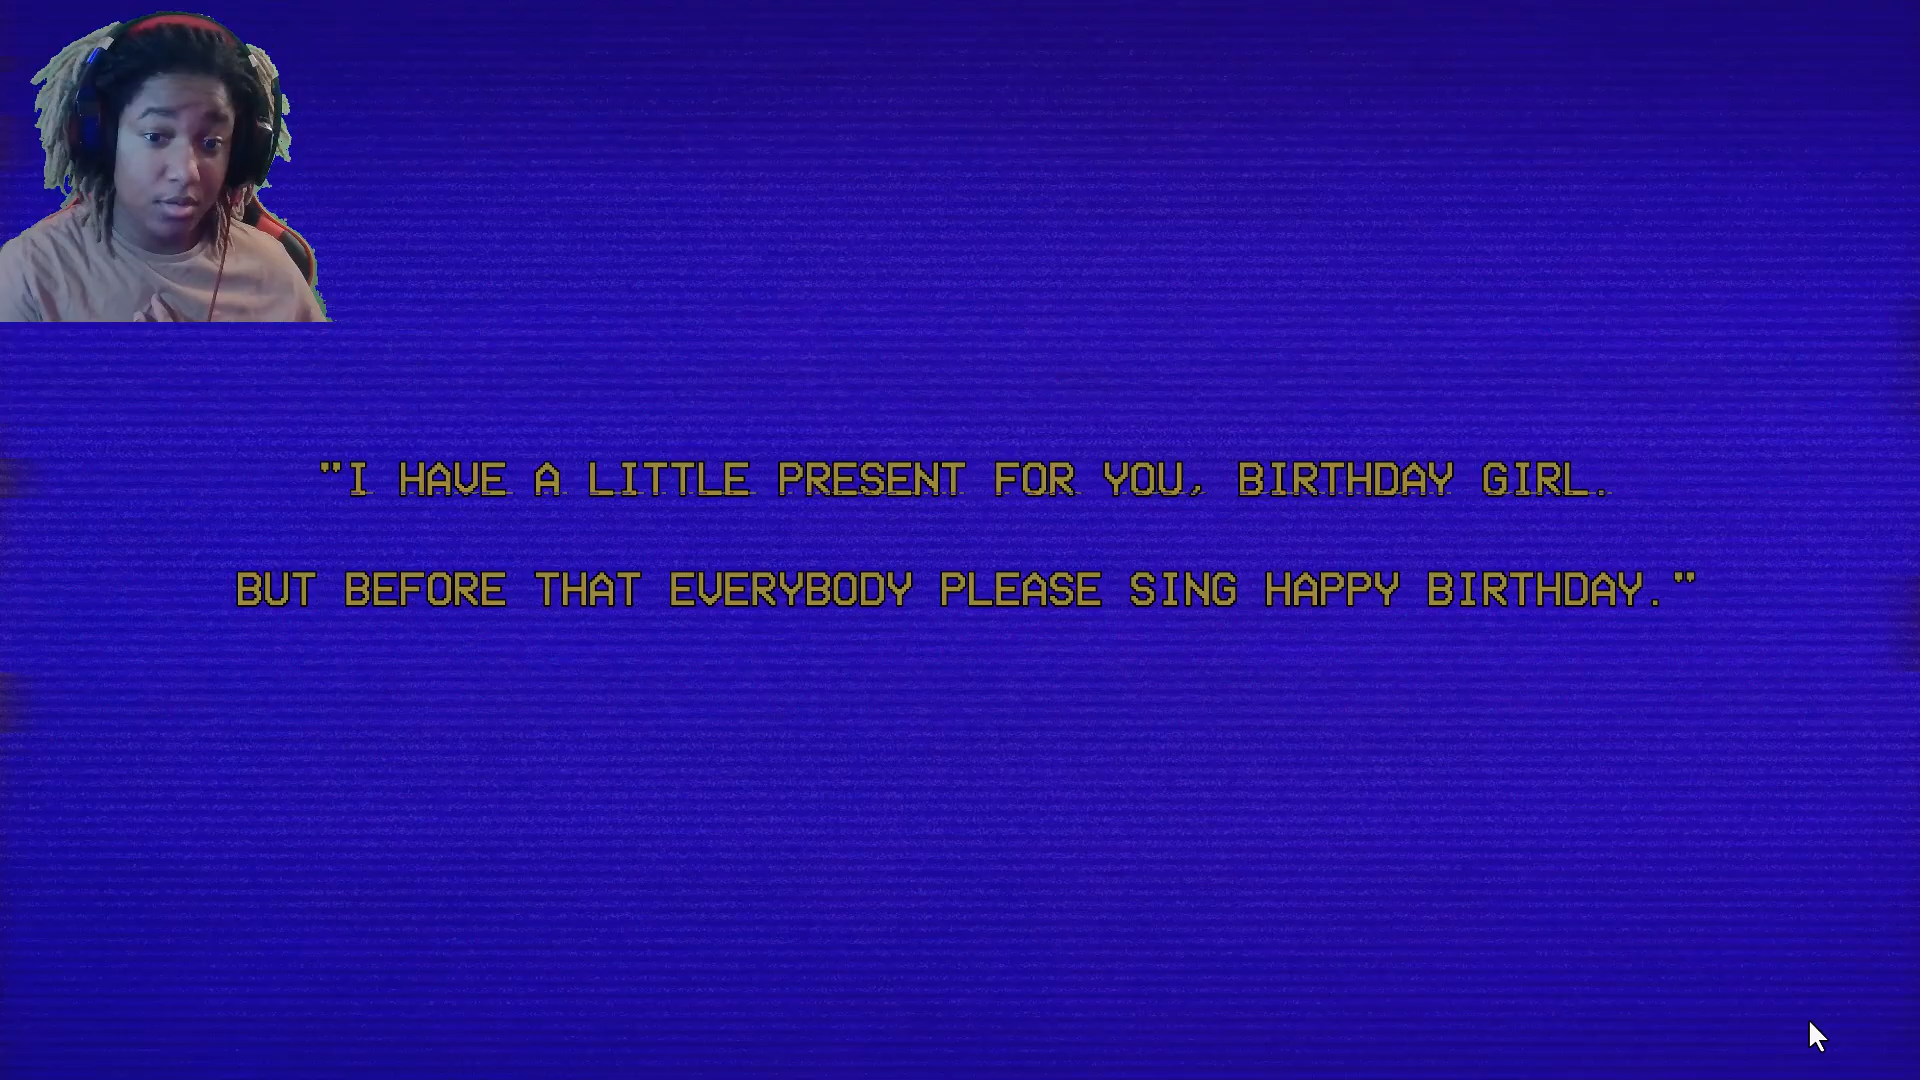 "I HAVE A LITTLE PRESENT FOR YOU, BIRTHDAY GIRL.
BUT BEFORE THAT EVERYBODY PLEASE SING HAPPY BIRTHDAY."